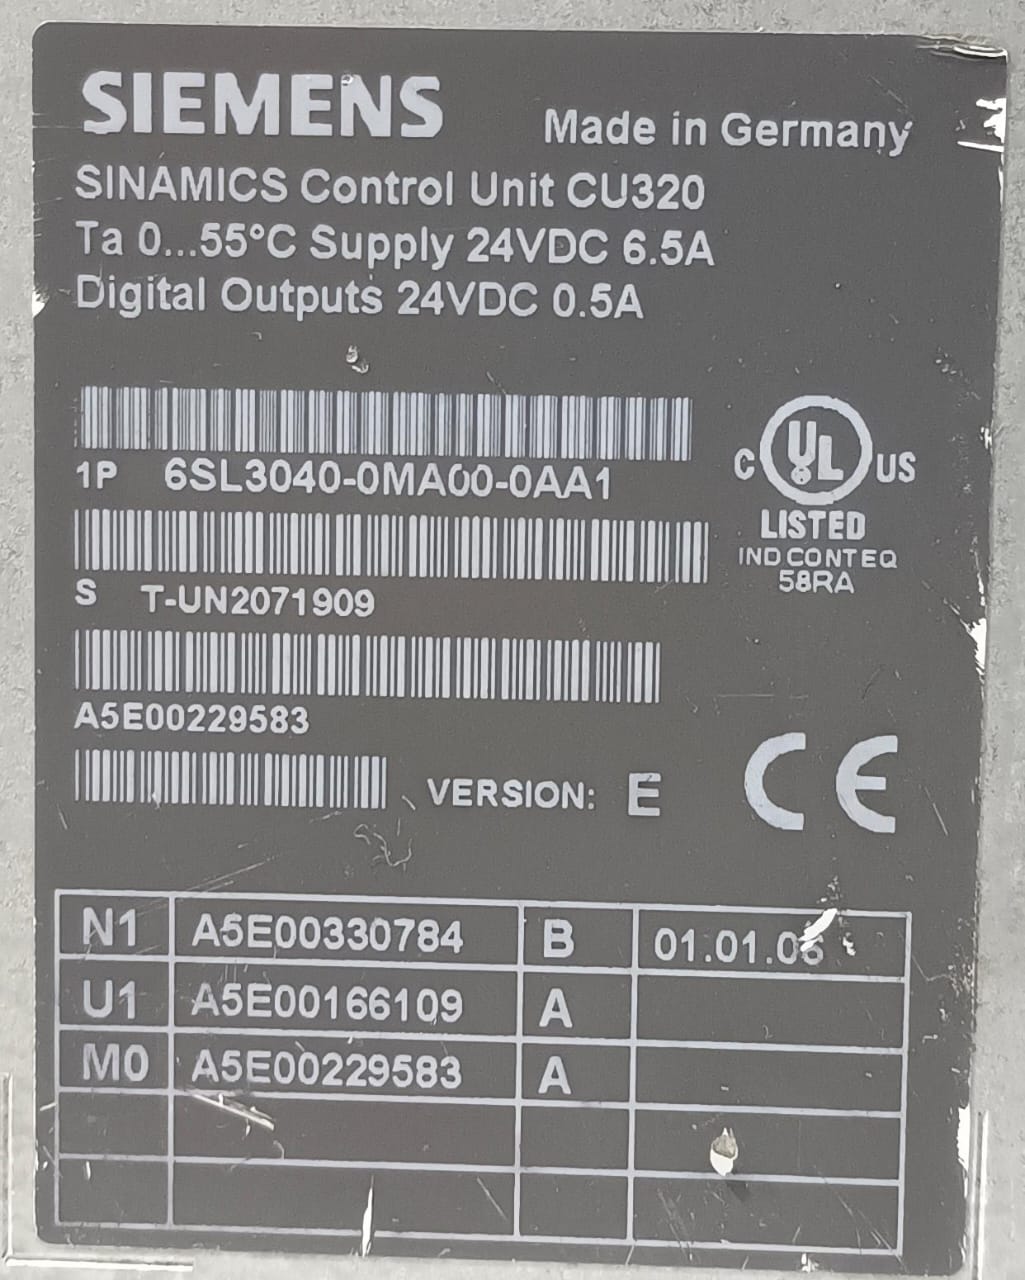 SIEMENS
Made in Germany
SINAMICS Control Unit CU320
Ta 0...55°C Supply 24VDC 6.5A
Digital Outputs 24VDC 0.5A
1P 6SL3040-0MA00-0AA1
C UL US
LISTED
IND CONT EQ
58RA
S T-UN2071909
A5E00229583
VERSION: E
CE
N1 A5E00330784 B
U1 A5E00166109 A
M0 A5E00229583 A